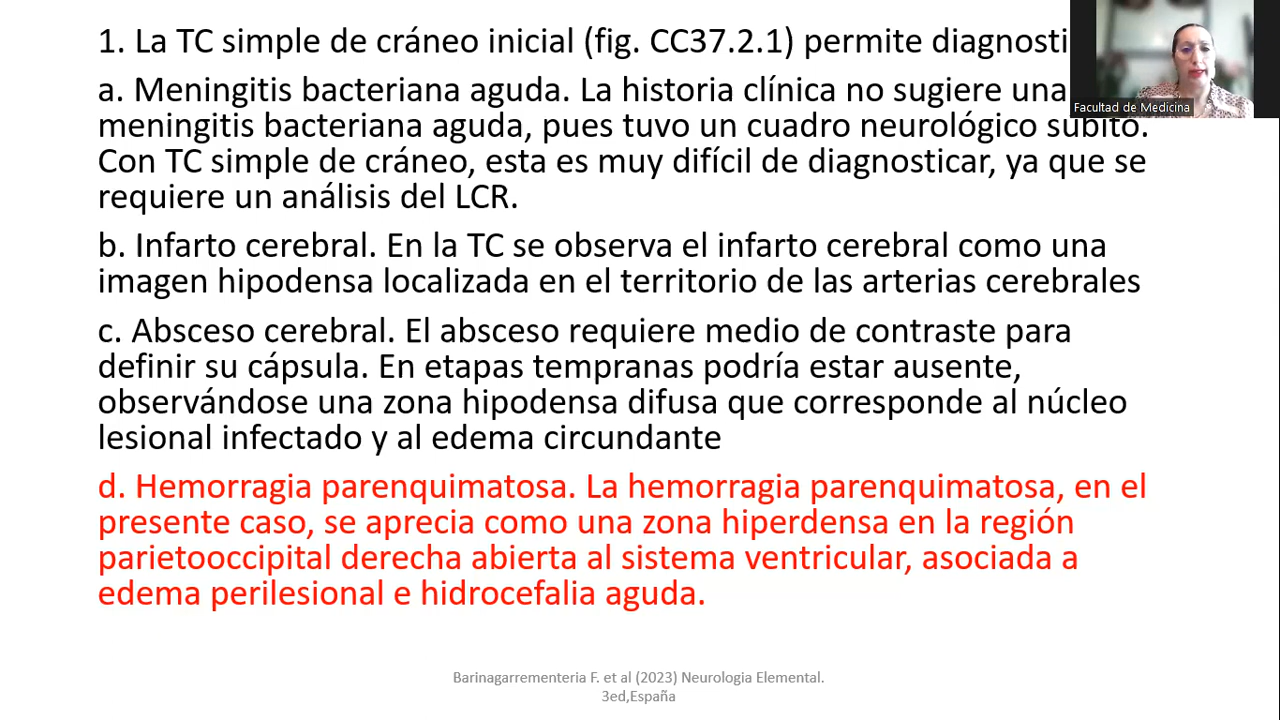 1. La TC simple de cráneo inicial (fig. CC37.2.1) permite diagnosti
a. Meningitis bacteriana aguda. La historia clínica no sugiere una
Facultad de Medicina
meningitis bacteriana aguda, pues tuvo un cuadro neurológico súbito.
Con TC simple de cráneo, esta es muy difícil de diagnosticar, ya que se
requiere un análisis del LCR.
b. Infarto cerebral. En la TC se observa el infarto cerebral como una
imagen hipodensa localizada en el territorio de las arterias cerebrales
c. Absceso cerebral. El absceso requiere medio de contraste para
definir su cápsula. En etapas tempranas podría estar ausente,
observándose una zona hipodensa difusa que corresponde al núcleo
lesional infectado y al edema circundante
d. Hemorragia parenquimatosa. La hemorragia parenquimatosa, en el
presente caso, se aprecia como una zona hiperdensa en la región
parietooccipital derecha abierta al sistema ventricular, asociada a
edema perilesional e hidrocefalia aguda.
Barinagarrementeria F. et al (2023) Neurologia Elemental.
3ed,España